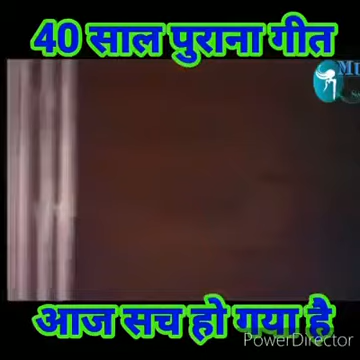 40 साल पुराना गीत
आज सच हो गया है
PowerDirector